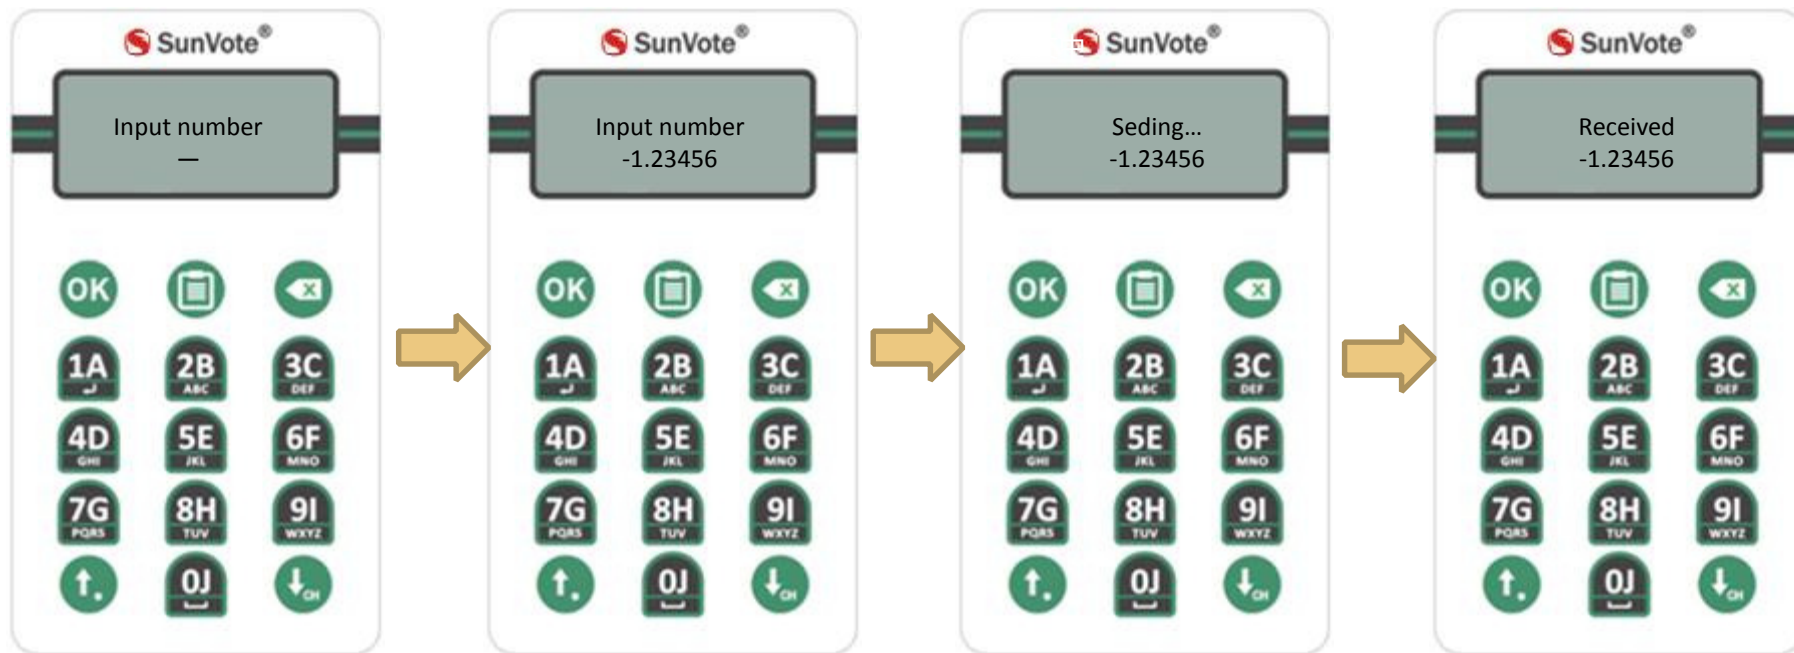 SunVote®
Input number
—
OK
1A
2B
ABC
3C
DEF
4D
GHI
5E
JKL
6F
MNO
7G
PQRS
8H
TUV
9I
WXYZ
.
0J
CH
SunVote®
Input number
-1.23456
OK
1A
2B
ABC
3C
DEF
4D
GHI
5E
JKL
6F
MNO
7G
PQRS
8H
TUV
9I
WXYZ
.
0J
CH
SunVote®
Seding...
-1.23456
OK
1A
2B
ABC
3C
DEF
4D
GHI
5E
JKL
6F
MNO
7G
PQRS
8H
TUV
9I
WXYZ
.
0J
CH
SunVote®
Received
-1.23456
OK
1A
2B
ABC
3C
DEF
4D
GHI
5E
JKL
6F
MNO
7G
PQRS
8H
TUV
9I
WXYZ
.
0J
CH